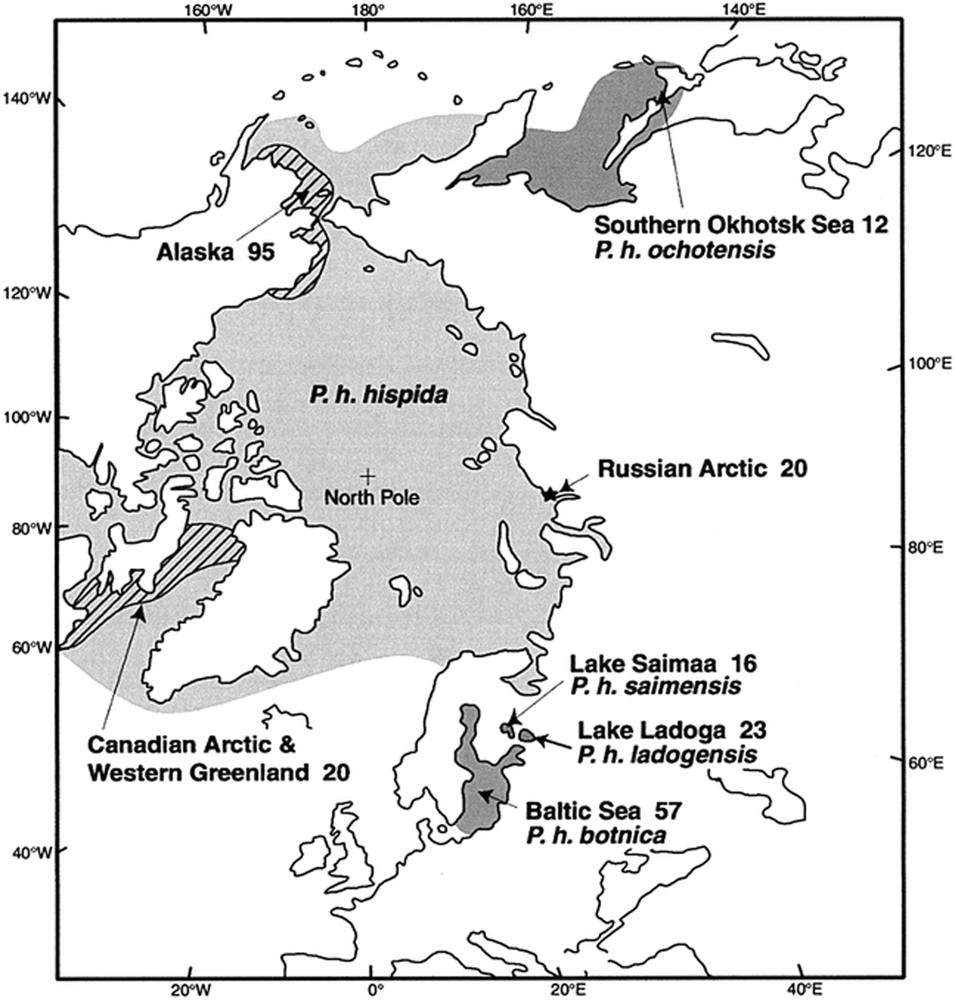 160°W 180° 160°E 140°E
140°W
120°E
Southern Okhotsk Sea 12
P. h. ochotensis
Alaska 95
120°W
100°E
P. h. hispida
100°W
Russian Arctic 20
North Pole
80°W
80°E
60°W
Lake Saimaa 16
P. h. saimensis
Lake Ladoga 23
P. h. ladogensis
Canadian Arctic &
Western Greenland 20
60°E
Baltic Sea 57
P. h. botnica
40°W
20°W 0° 20°E 40°E